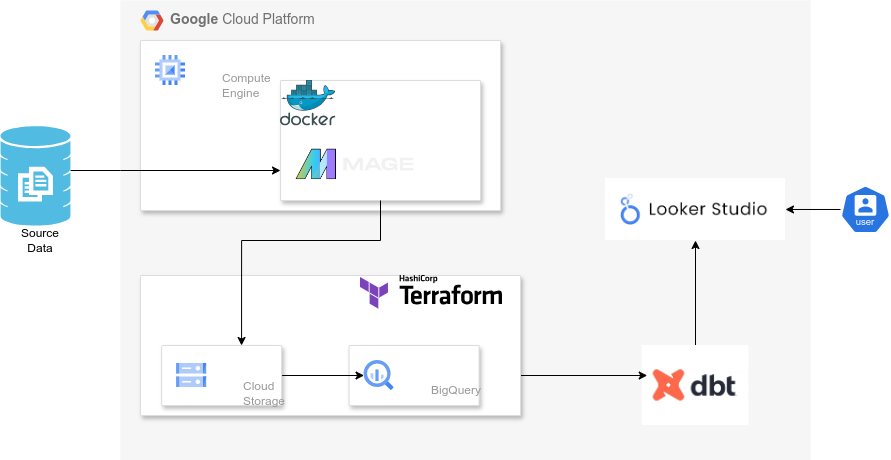 Google Cloud Platform
Compute
Engine
docker
MAGE
Source
Data
Looker Studio
user
HashiCorp
Terraform
Cloud
Storage
BigQuery
dbt